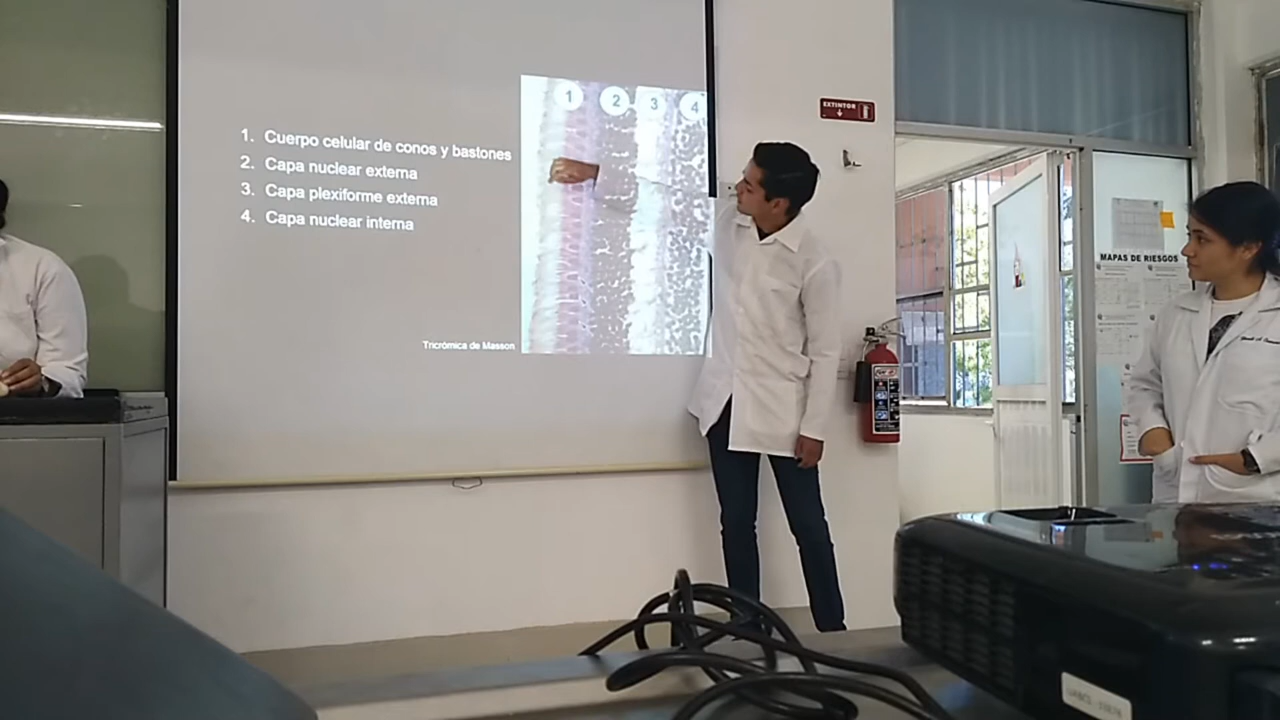 1. Cuerpo celular de conos y bastones
2. Capa nuclear externa
3. Capa plexiforme externa
4. Capa nuclear interna
1 2 3 4
Tricrómica de Masson
EXTINTOR
MAPAS DE RIESGOS